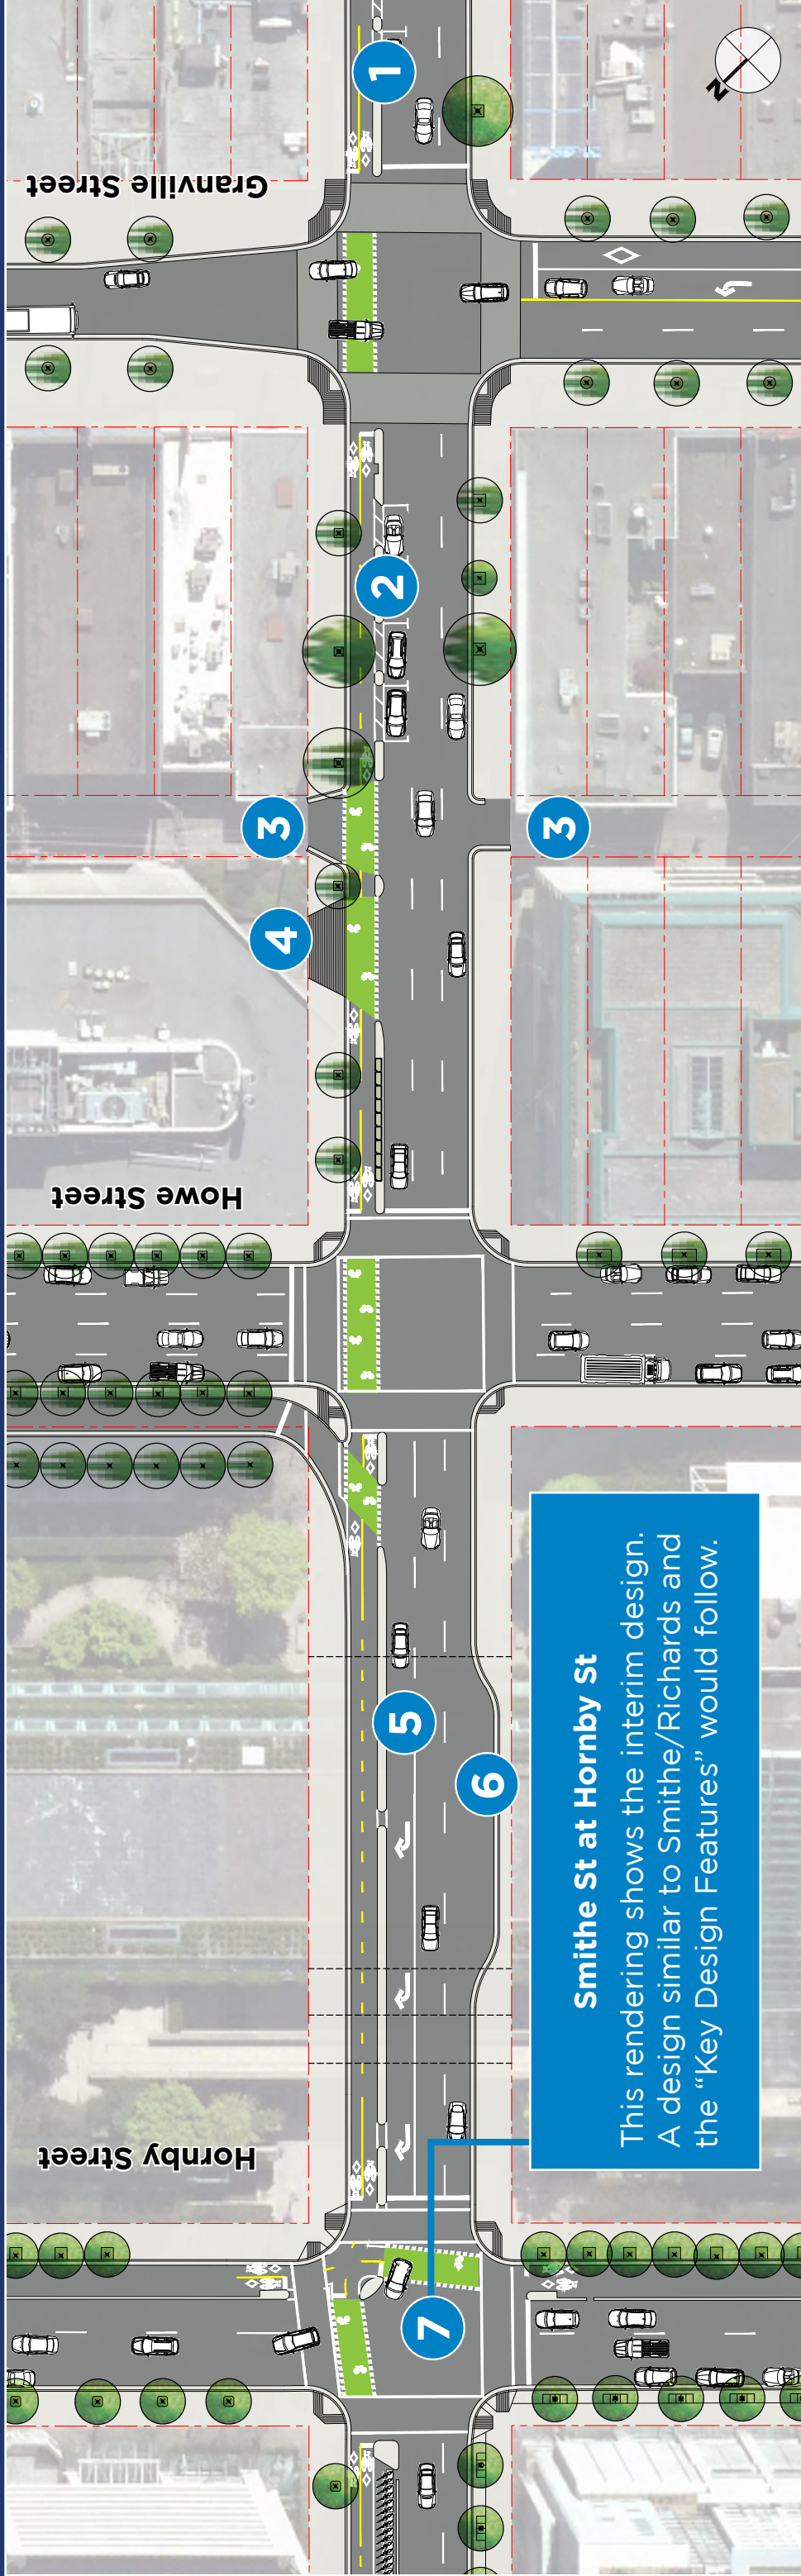 1
Granville Street
2
3
3
4
Howe Street
5
6
Smithe St at Hornby St
This rendering shows the interim design.
A design similar to Smithe/Richards and
the “Key Design Features” would follow.
Hornby Street
7
N